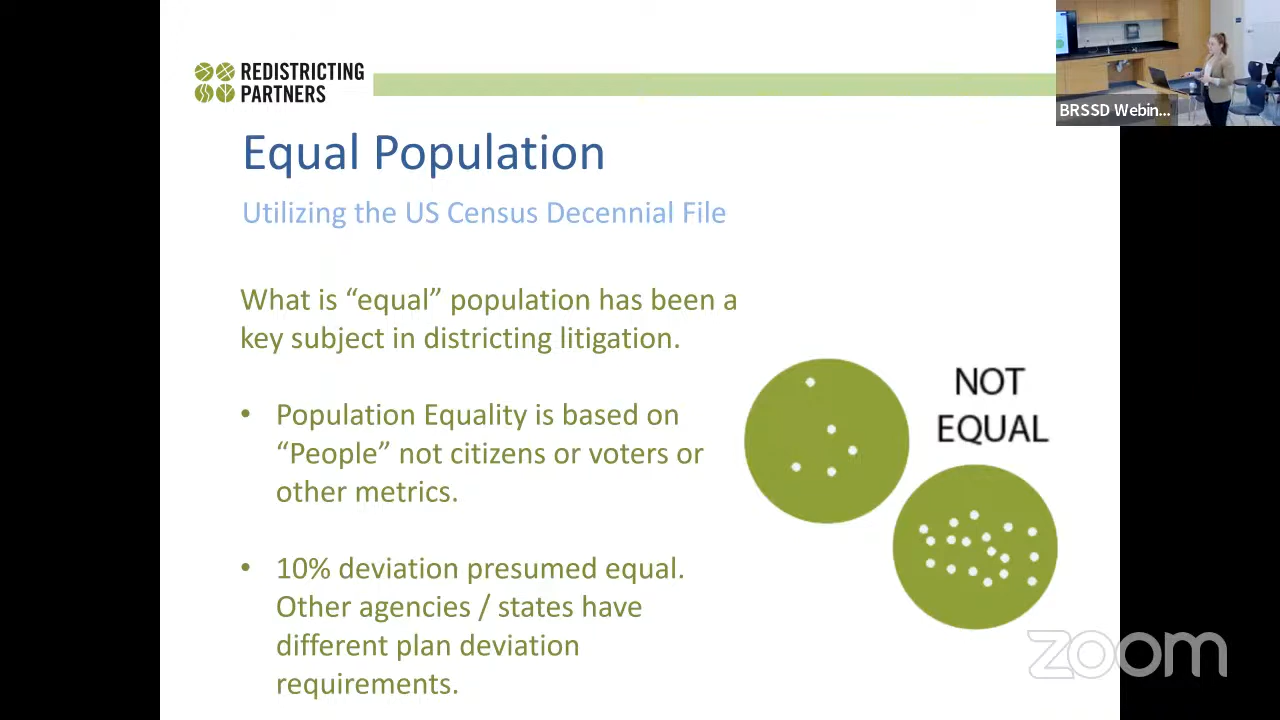 REDISTRICTING
PARTNERS
BRSSD Webin...
Equal Population
Utilizing the US Census Decennial File
What is “equal” population has been a
key subject in districting litigation.
• Population Equality is based on
“People” not citizens or voters or
other metrics.
• 10% deviation presumed equal.
Other agencies / states have
different plan deviation
requirements.
NOT
EQUAL
zoom